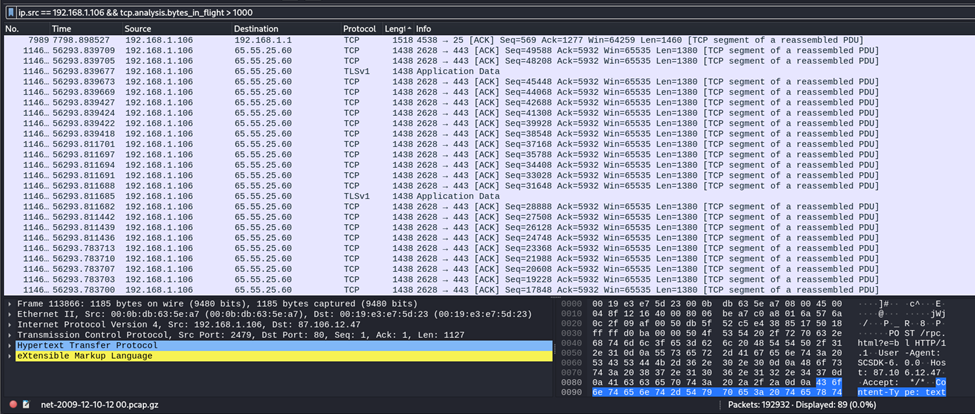 ip.src == 192.168.1.106 && tcp.analysis.bytes_in_flight > 1000
No. Time Source Destination Protocol Lengt Info
7989 7798.898527 192.168.1.106 192.168.1.1 TCP 1518 4538 → 25 [ACK] Seq=569 Ack=1277 Win=64259 Len=1460 [TCP segment of a reassembled PDU]
1146… 56293.839709 192.168.1.106 65.55.25.60 TCP 1438 2628 → 443 [ACK] Seq=49588 Ack=5932 Win=65535 Len=1380 [TCP segment of a reassembled PDU]
1146… 56293.839705 192.168.1.106 65.55.25.60 TCP 1438 2628 → 443 [ACK] Seq=48208 Ack=5932 Win=65535 Len=1380 [TCP segment of a reassembled PDU]
1146… 56293.839677 192.168.1.106 65.55.25.60 TLSv1 1438 Application Data
1146… 56293.839673 192.168.1.106 65.55.25.60 TCP 1438 2628 → 443 [ACK] Seq=45448 Ack=5932 Win=65535 Len=1380 [TCP segment of a reassembled PDU]
1146… 56293.839669 192.168.1.106 65.55.25.60 TCP 1438 2628 → 443 [ACK] Seq=44068 Ack=5932 Win=65535 Len=1380 [TCP segment of a reassembled PDU]
1146… 56293.839427 192.168.1.106 65.55.25.60 TCP 1438 2628 → 443 [ACK] Seq=42688 Ack=5932 Win=65535 Len=1380 [TCP segment of a reassembled PDU]
1146… 56293.839424 192.168.1.106 65.55.25.60 TCP 1438 2628 → 443 [ACK] Seq=41308 Ack=5932 Win=65535 Len=1380 [TCP segment of a reassembled PDU]
1146… 56293.839422 192.168.1.106 65.55.25.60 TCP 1438 2628 → 443 [ACK] Seq=39928 Ack=5932 Win=65535 Len=1380 [TCP segment of a reassembled PDU]
1146… 56293.839418 192.168.1.106 65.55.25.60 TCP 1438 2628 → 443 [ACK] Seq=38548 Ack=5932 Win=65535 Len=1380 [TCP segment of a reassembled PDU]
1146… 56293.811701 192.168.1.106 65.55.25.60 TCP 1438 2628 → 443 [ACK] Seq=37168 Ack=5932 Win=65535 Len=1380 [TCP segment of a reassembled PDU]
1146… 56293.811697 192.168.1.106 65.55.25.60 TCP 1438 2628 → 443 [ACK] Seq=35788 Ack=5932 Win=65535 Len=1380 [TCP segment of a reassembled PDU]
1146… 56293.811694 192.168.1.106 65.55.25.60 TCP 1438 2628 → 443 [ACK] Seq=34408 Ack=5932 Win=65535 Len=1380 [TCP segment of a reassembled PDU]
1146… 56293.811691 192.168.1.106 65.55.25.60 TCP 1438 2628 → 443 [ACK] Seq=33028 Ack=5932 Win=65535 Len=1380 [TCP segment of a reassembled PDU]
1146… 56293.811688 192.168.1.106 65.55.25.60 TCP 1438 2628 → 443 [ACK] Seq=31648 Ack=5932 Win=65535 Len=1380 [TCP segment of a reassembled PDU]
1146… 56293.811685 192.168.1.106 65.55.25.60 TLSv1 1438 Application Data
1146… 56293.811682 192.168.1.106 65.55.25.60 TCP 1438 2628 → 443 [ACK] Seq=28888 Ack=5932 Win=65535 Len=1380 [TCP segment of a reassembled PDU]
1146… 56293.811442 192.168.1.106 65.55.25.60 TCP 1438 2628 → 443 [ACK] Seq=27508 Ack=5932 Win=65535 Len=1380 [TCP segment of a reassembled PDU]
1146… 56293.811439 192.168.1.106 65.55.25.60 TCP 1438 2628 → 443 [ACK] Seq=26128 Ack=5932 Win=65535 Len=1380 [TCP segment of a reassembled PDU]
1146… 56293.811436 192.168.1.106 65.55.25.60 TCP 1438 2628 → 443 [ACK] Seq=24748 Ack=5932 Win=65535 Len=1380 [TCP segment of a reassembled PDU]
1146… 56293.783713 192.168.1.106 65.55.25.60 TCP 1438 2628 → 443 [ACK] Seq=23368 Ack=5932 Win=65535 Len=1380 [TCP segment of a reassembled PDU]
1146… 56293.783710 192.168.1.106 65.55.25.60 TCP 1438 2628 → 443 [ACK] Seq=21988 Ack=5932 Win=65535 Len=1380 [TCP segment of a reassembled PDU]
1146… 56293.783707 192.168.1.106 65.55.25.60 TCP 1438 2628 → 443 [ACK] Seq=20608 Ack=5932 Win=65535 Len=1380 [TCP segment of a reassembled PDU]
1146… 56293.783703 192.168.1.106 65.55.25.60 TCP 1438 2628 → 443 [ACK] Seq=19228 Ack=5932 Win=65535 Len=1380 [TCP segment of a reassembled PDU]
1146… 56293.783700 192.168.1.106 65.55.25.60 TCP 1438 2628 → 443 [ACK] Seq=17848 Ack=5932 Win=65535 Len=1380 [TCP segment of a reassembled PDU]
Frame 113866: 1185 bytes on wire (9480 bits), 1185 bytes captured (9480 bits)
Ethernet II, Src: 00:0b:db:63:5e:a7 (00:0b:db:63:5e:a7), Dst: 00:19:e3:e7:5d:23 (00:19:e3:e7:5d:23)
Internet Protocol Version 4, Src: 192.168.1.106, Dst: 87.106.12.47
Transmission Control Protocol, Src Port: 2479, Dst Port: 80, Seq: 1, Ack: 1, Len: 1127
Hypertext Transfer Protocol
eXtensible Markup Language
0000 00 19 e3 e7 5d 23 00 0b db 63 5e a7 08 00 45 00 ····]#·· ·c^···E·
0010 04 8f 12 16 40 00 80 06 be a7 c0 a8 01 6a 57 6a ····@··· ·····jWj
0020 0c 2f 09 af 00 50 db 5f 52 c5 e4 38 85 17 50 18 ·/···P·_ R··8··P·
0030 ff ff d0 ba 00 00 50 4f 53 54 20 2f 72 70 63 2e ······PO ST /rpc.
0040 68 74 6d 6c 3f 65 3d 62 6c 20 48 54 54 50 2f 31 html?e=b l HTTP/1
0050 2e 31 0d 0a 55 73 65 72 2d 41 67 65 6e 74 3a 20 .1··User -Agent:
0060 53 43 53 44 4b 2d 36 2e 30 2e 30 0d 0a 48 6f 73 SCSDK-6. 0.0··Hos
0070 74 3a 20 38 37 2e 31 30 36 2e 31 32 2e 34 37 0d t: 87.10 6.12.47·
0080 0a 41 63 63 65 70 74 3a 20 2a 2f 2a 0d 0a 43 6f ·Accept: */*··Co
0090 6e 74 65 6e 74 2d 54 79 70 65 3a 20 74 65 78 74 ntent-Ty pe: text
net-2009-12-10-12 00.pcap.gz
Packets: 192932 · Displayed: 89 (0.0%)